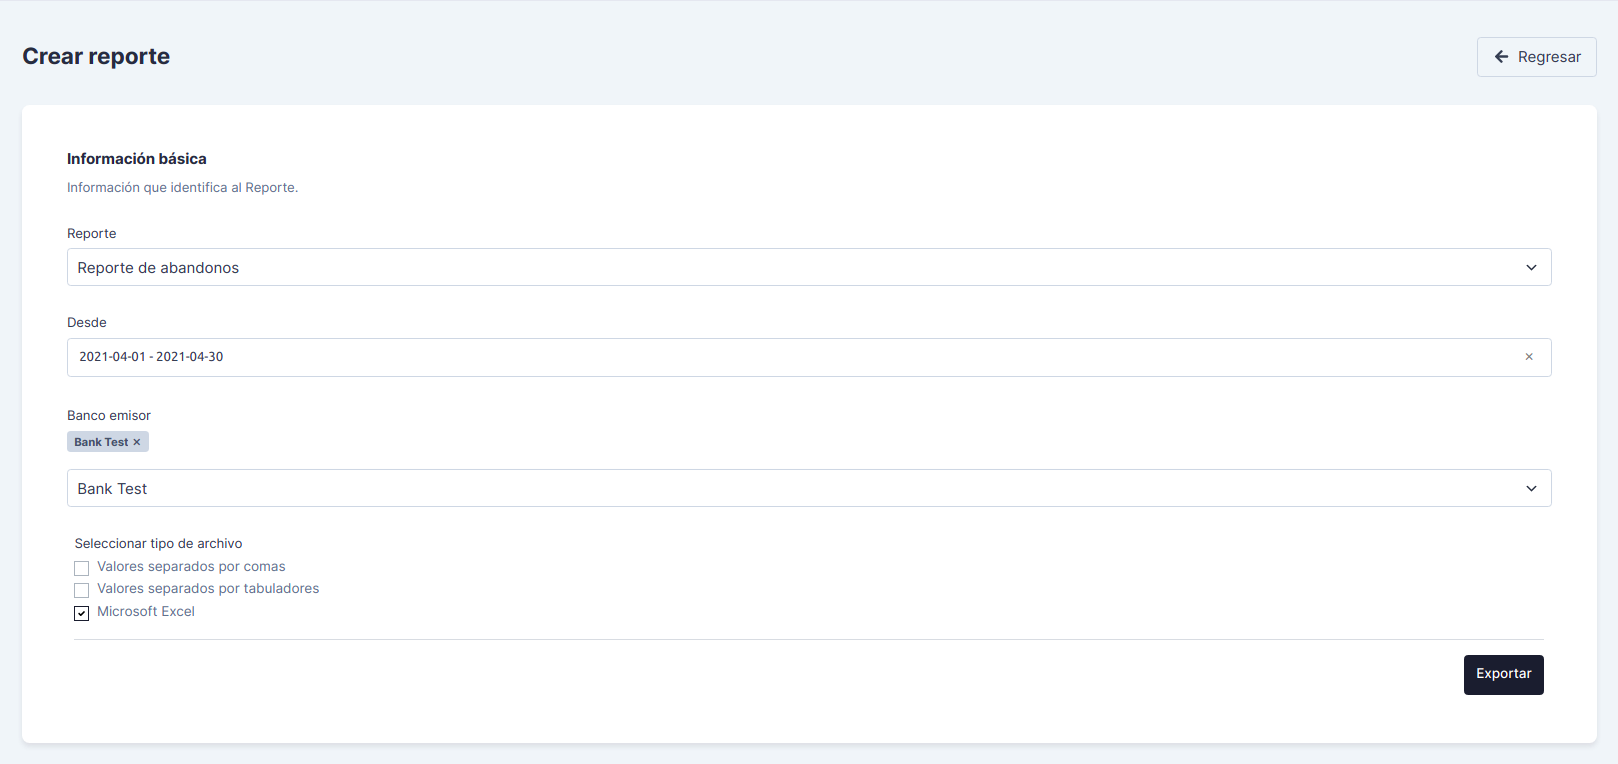 Crear reporte
Regresar
Información básica
Información que identifica al Reporte.
Reporte
Reporte de abandonos
Desde
2021-04-01 - 2021-04-30
Banco emisor
Bank Test ×
Bank Test
Seleccionar tipo de archivo
Valores separados por comas
Valores separados por tabuladores
Microsoft Excel
Exportar